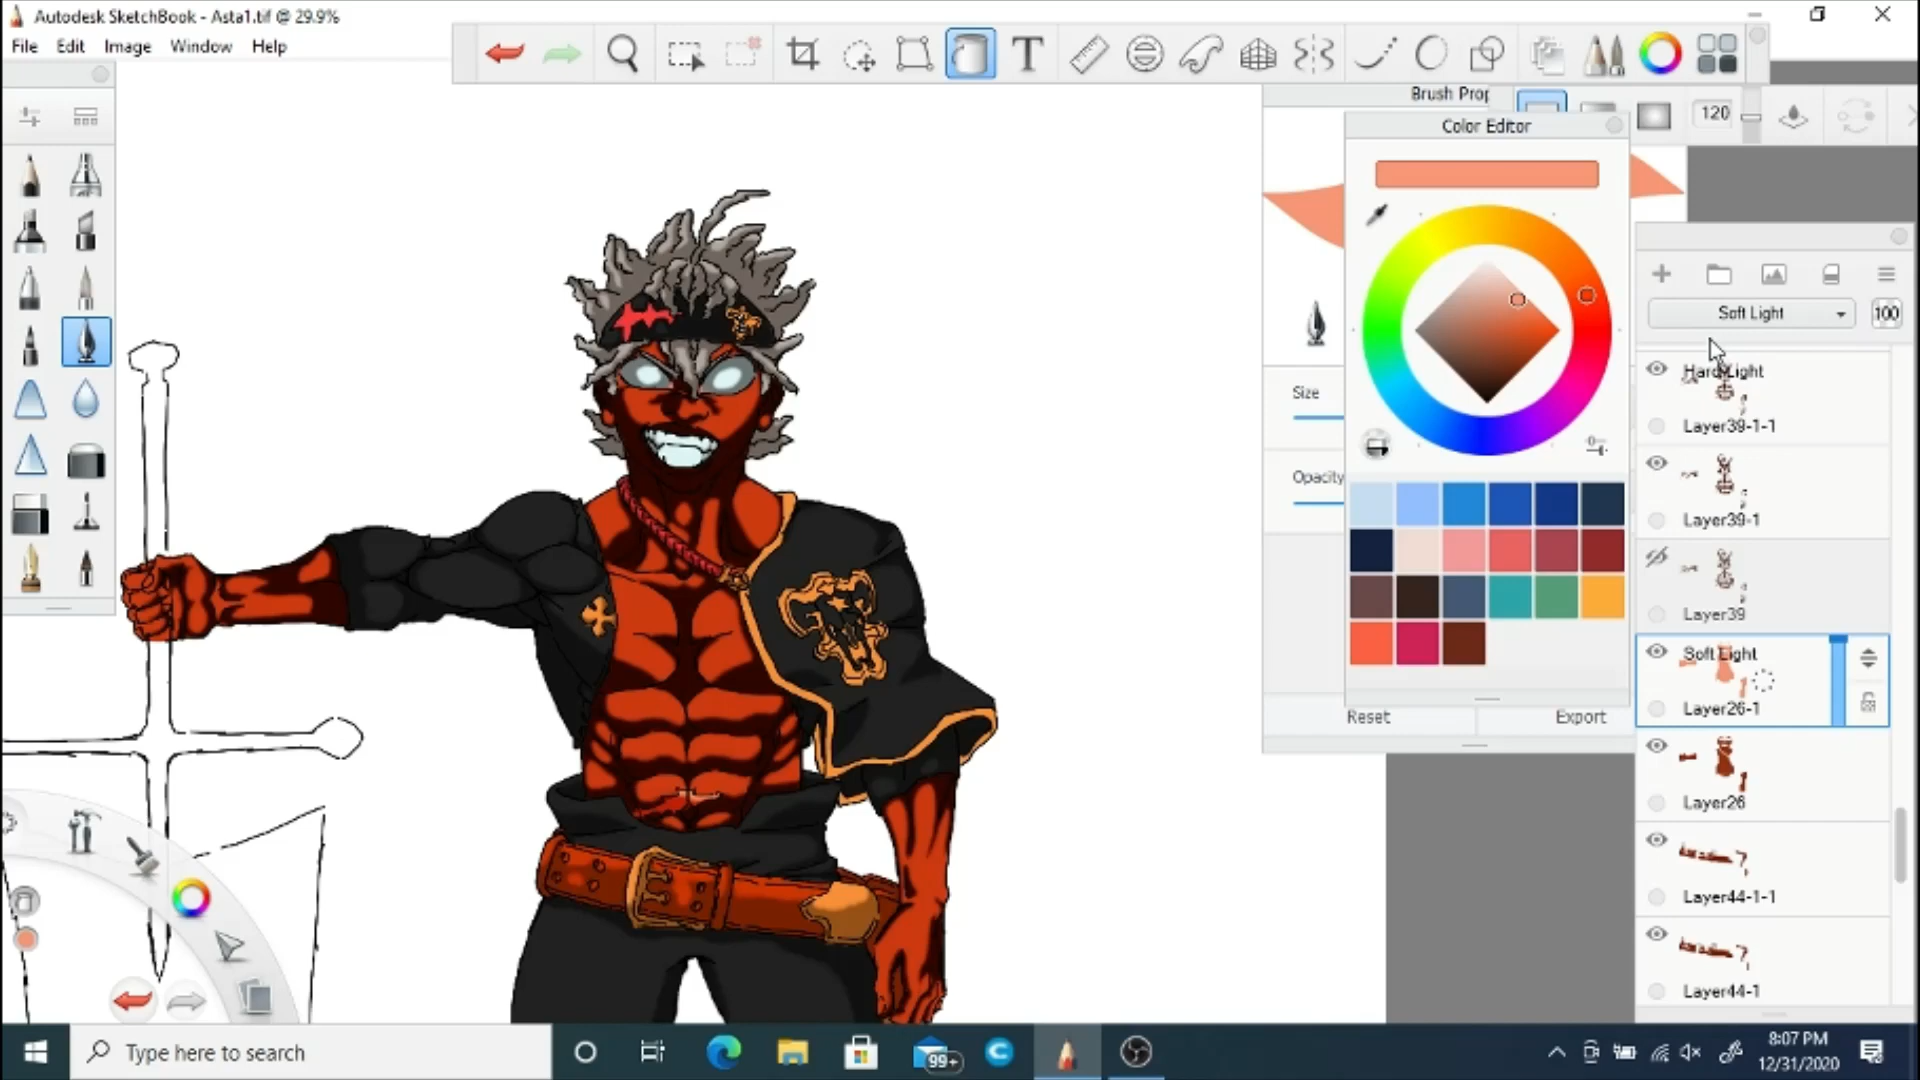 Autodesk SketchBook - Asta1.tif @ 29.9%
File Edit Image Window Help
T
Brush Prop
120
Color Editor
Soft Light
100
Hard Light
Layer39-1-1
Size
Layer39-1
Opacity
Layer39
Soft Light
Layer26-1
Reset
Export
Layer26
Layer44-1-1
Layer44-1
Type here to search
99+
8:07 PM
12/31/2020